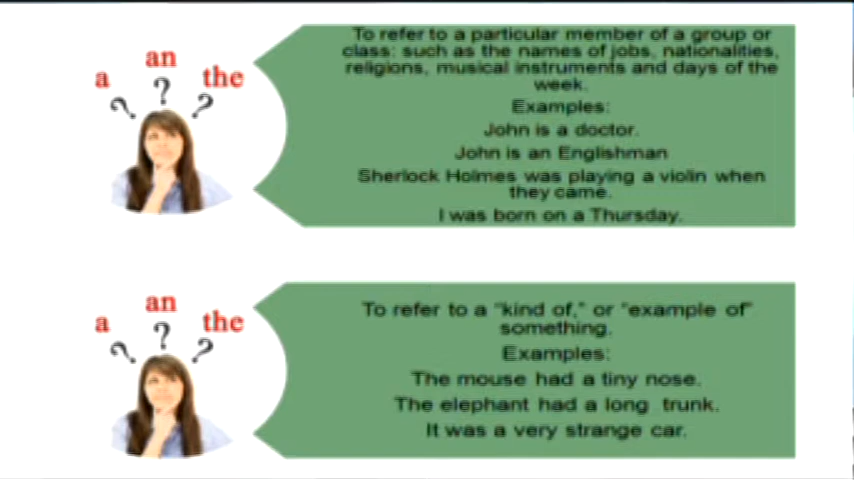 a an the
? ? ?
To refer to a particular member of a group or
class: such as the names of jobs, nationalities,
religions, musical instruments and days of the
week.
Examples:
John is a doctor.
John is an Englishman
Sherlock Holmes was playing a violin when
they came.
I was born on a Thursday.
a an the
? ? ?
To refer to a "kind of," or "example of"
something.
Examples:
The mouse had a tiny nose.
The elephant had a long trunk.
It was a very strange car.